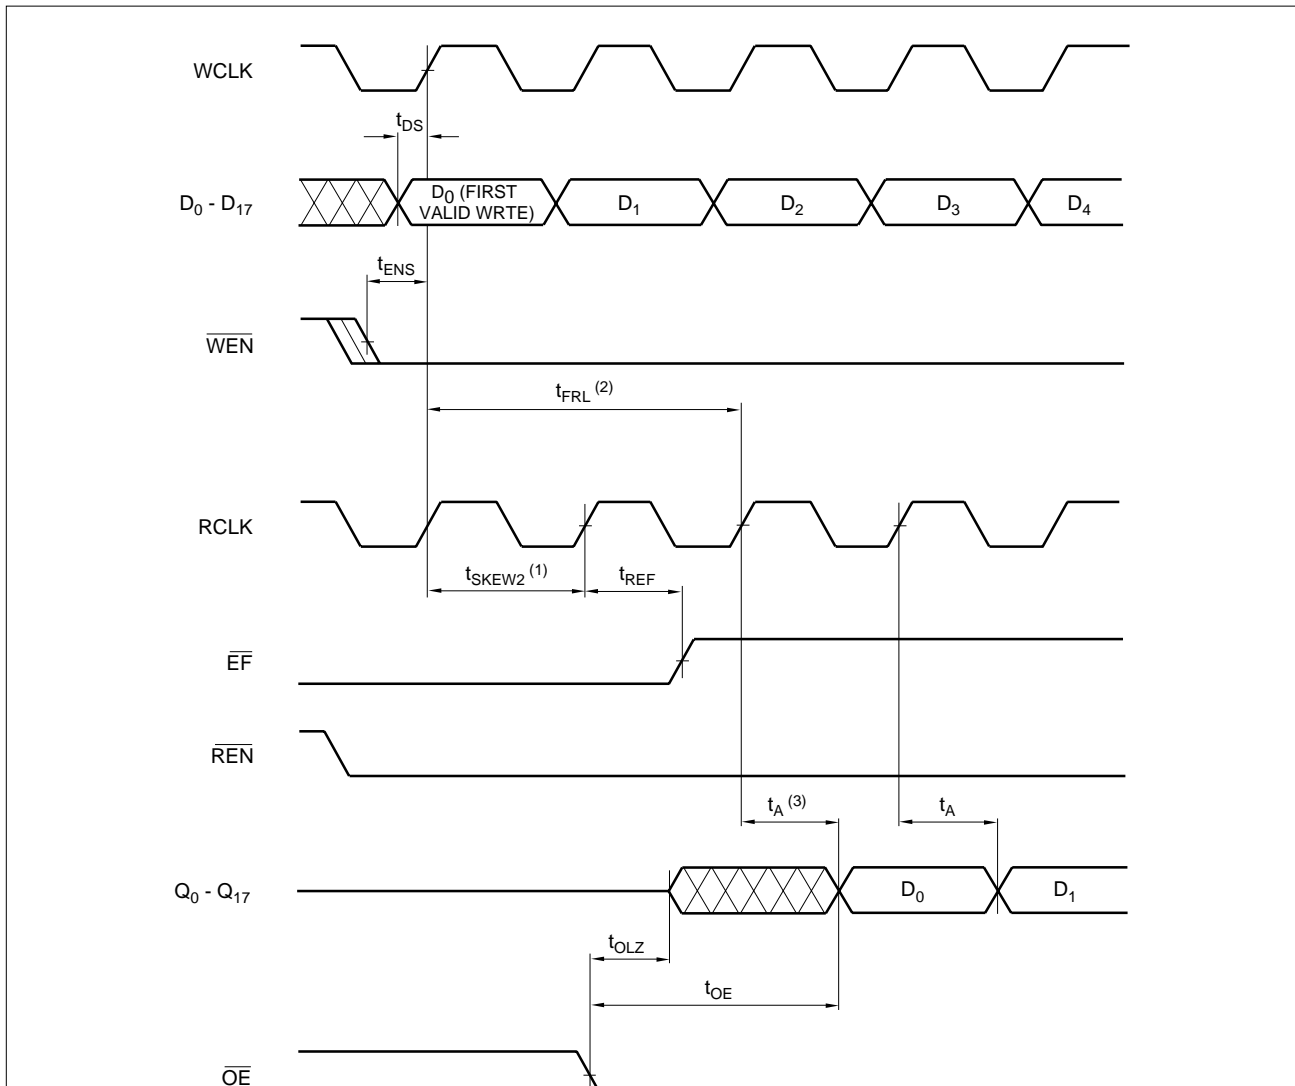 WCLK
tDS
D0 - D17
D0 (FIRST
VALID WRTE)
D1
D2
D3
D4
tENS
WEN
tFRL (2)
RCLK
tSKEW2 (1)
tREF
EF
REN
tA (3)
tA
Q0 - Q17
D0
D1
tOLZ
tOE
OE